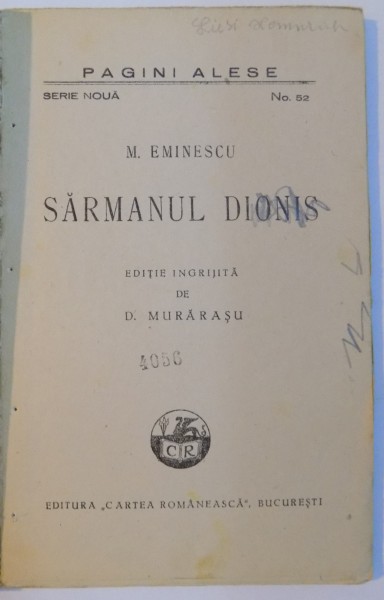 PAGINI ALESE
SERIE NOUĂ No. 52
M. EMINESCU
SĂRMANUL DIONIS
EDIȚIE INGRIJITĂ
DE
D. MURĂRAȘU
4056
C R
EDITURA „CARTEA ROMÂNEASCĂ", BUCUREȘTI